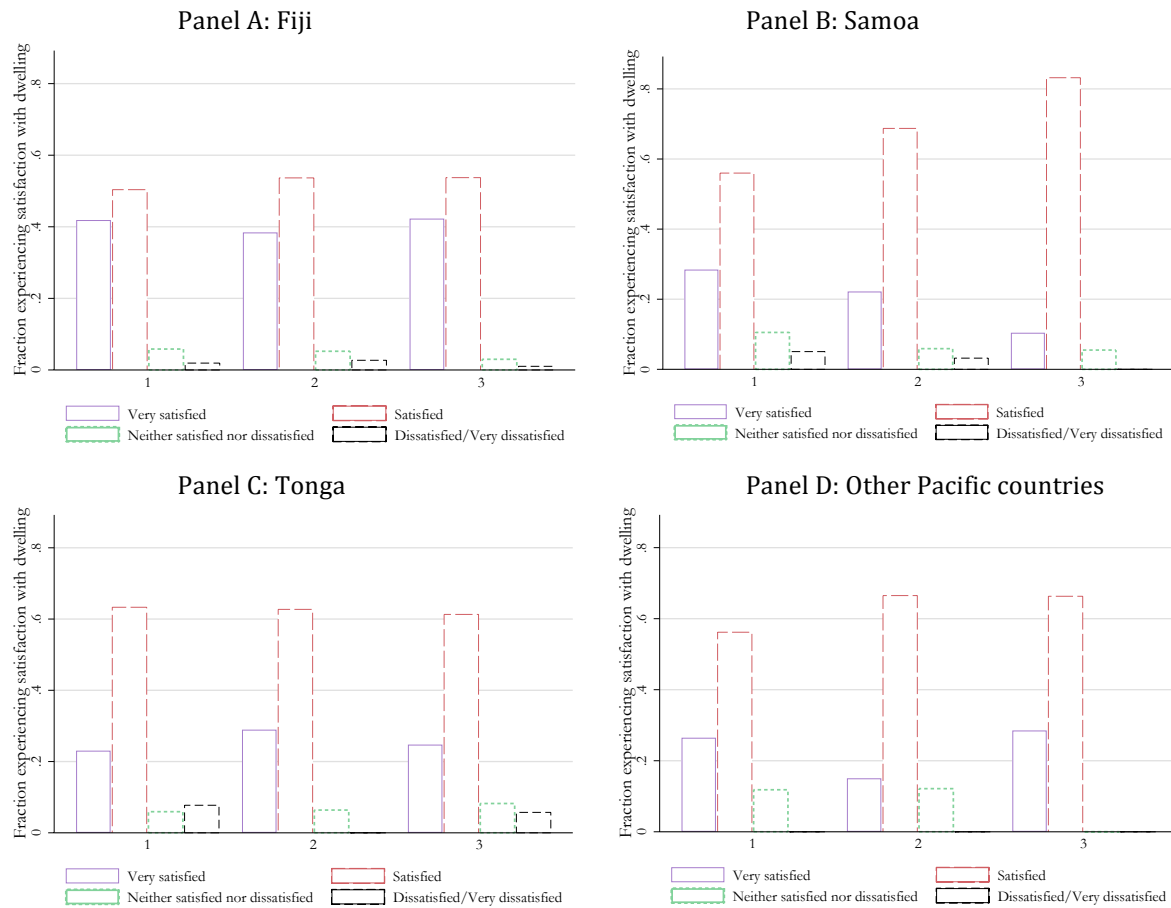 Panel A: Fiji
Fraction experiencing satisfaction with dwelling
.8
.6
.4
.2
0
1 2 3
Very satisfied Satisfied
Neither satisfied nor dissatisfied Dissatisfied/Very dissatisfied
Panel B: Samoa
Fraction experiencing satisfaction with dwelling
.8
.6
.4
.2
0
1 2 3
Very satisfied Satisfied
Neither satisfied nor dissatisfied Dissatisfied/Very dissatisfied
Panel C: Tonga
Fraction experiencing satisfaction with dwelling
.8
.6
.4
.2
0
1 2 3
Very satisfied Satisfied
Neither satisfied nor dissatisfied Dissatisfied/Very dissatisfied
Panel D: Other Pacific countries
Fraction experiencing satisfaction with dwelling
.8
.6
.4
.2
0
1 2 3
Very satisfied Satisfied
Neither satisfied nor dissatisfied Dissatisfied/Very dissatisfied